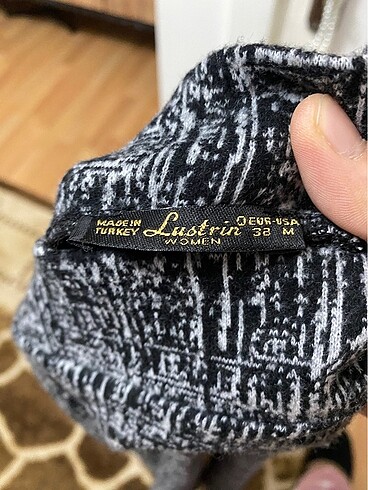 MADE IN
TURKEY
Lustrin
WOMEN
EUR-USA
38 M